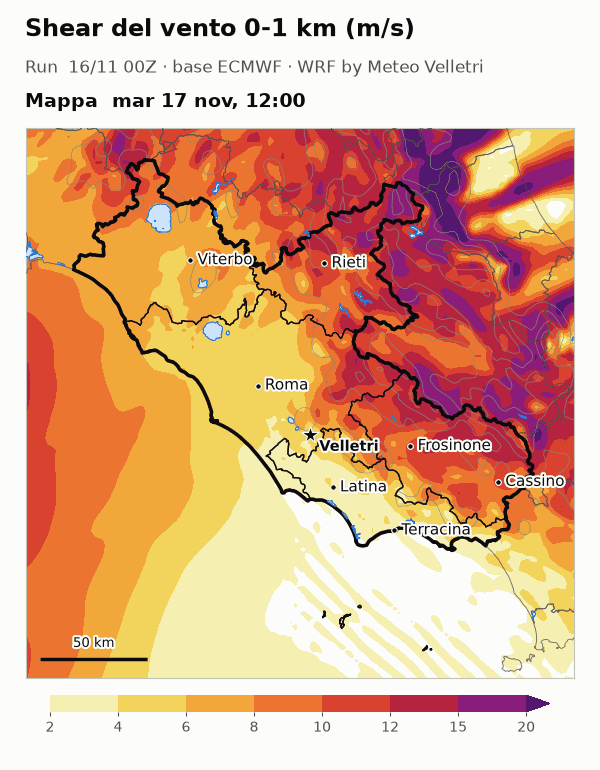 Shear del vento 0-1 km (m/s)
Run  16/11 00Z · base ECMWF · WRF by Meteo Velletri
Mappa  mar 17 nov, 12:00
Viterbo
Rieti
Roma
Velletri
Frosinone
Latina
Cassino
Terracina
50 km
2 4 6 8 10 12 15 20